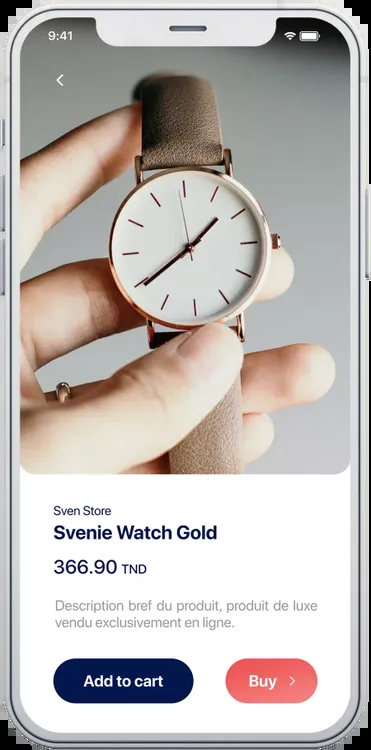 9:41
Sven Store
Svenie Watch Gold
366.90 TND
Description bref du produit, produit de luxe
vendu exclusivement en ligne.
Add to cart
Buy